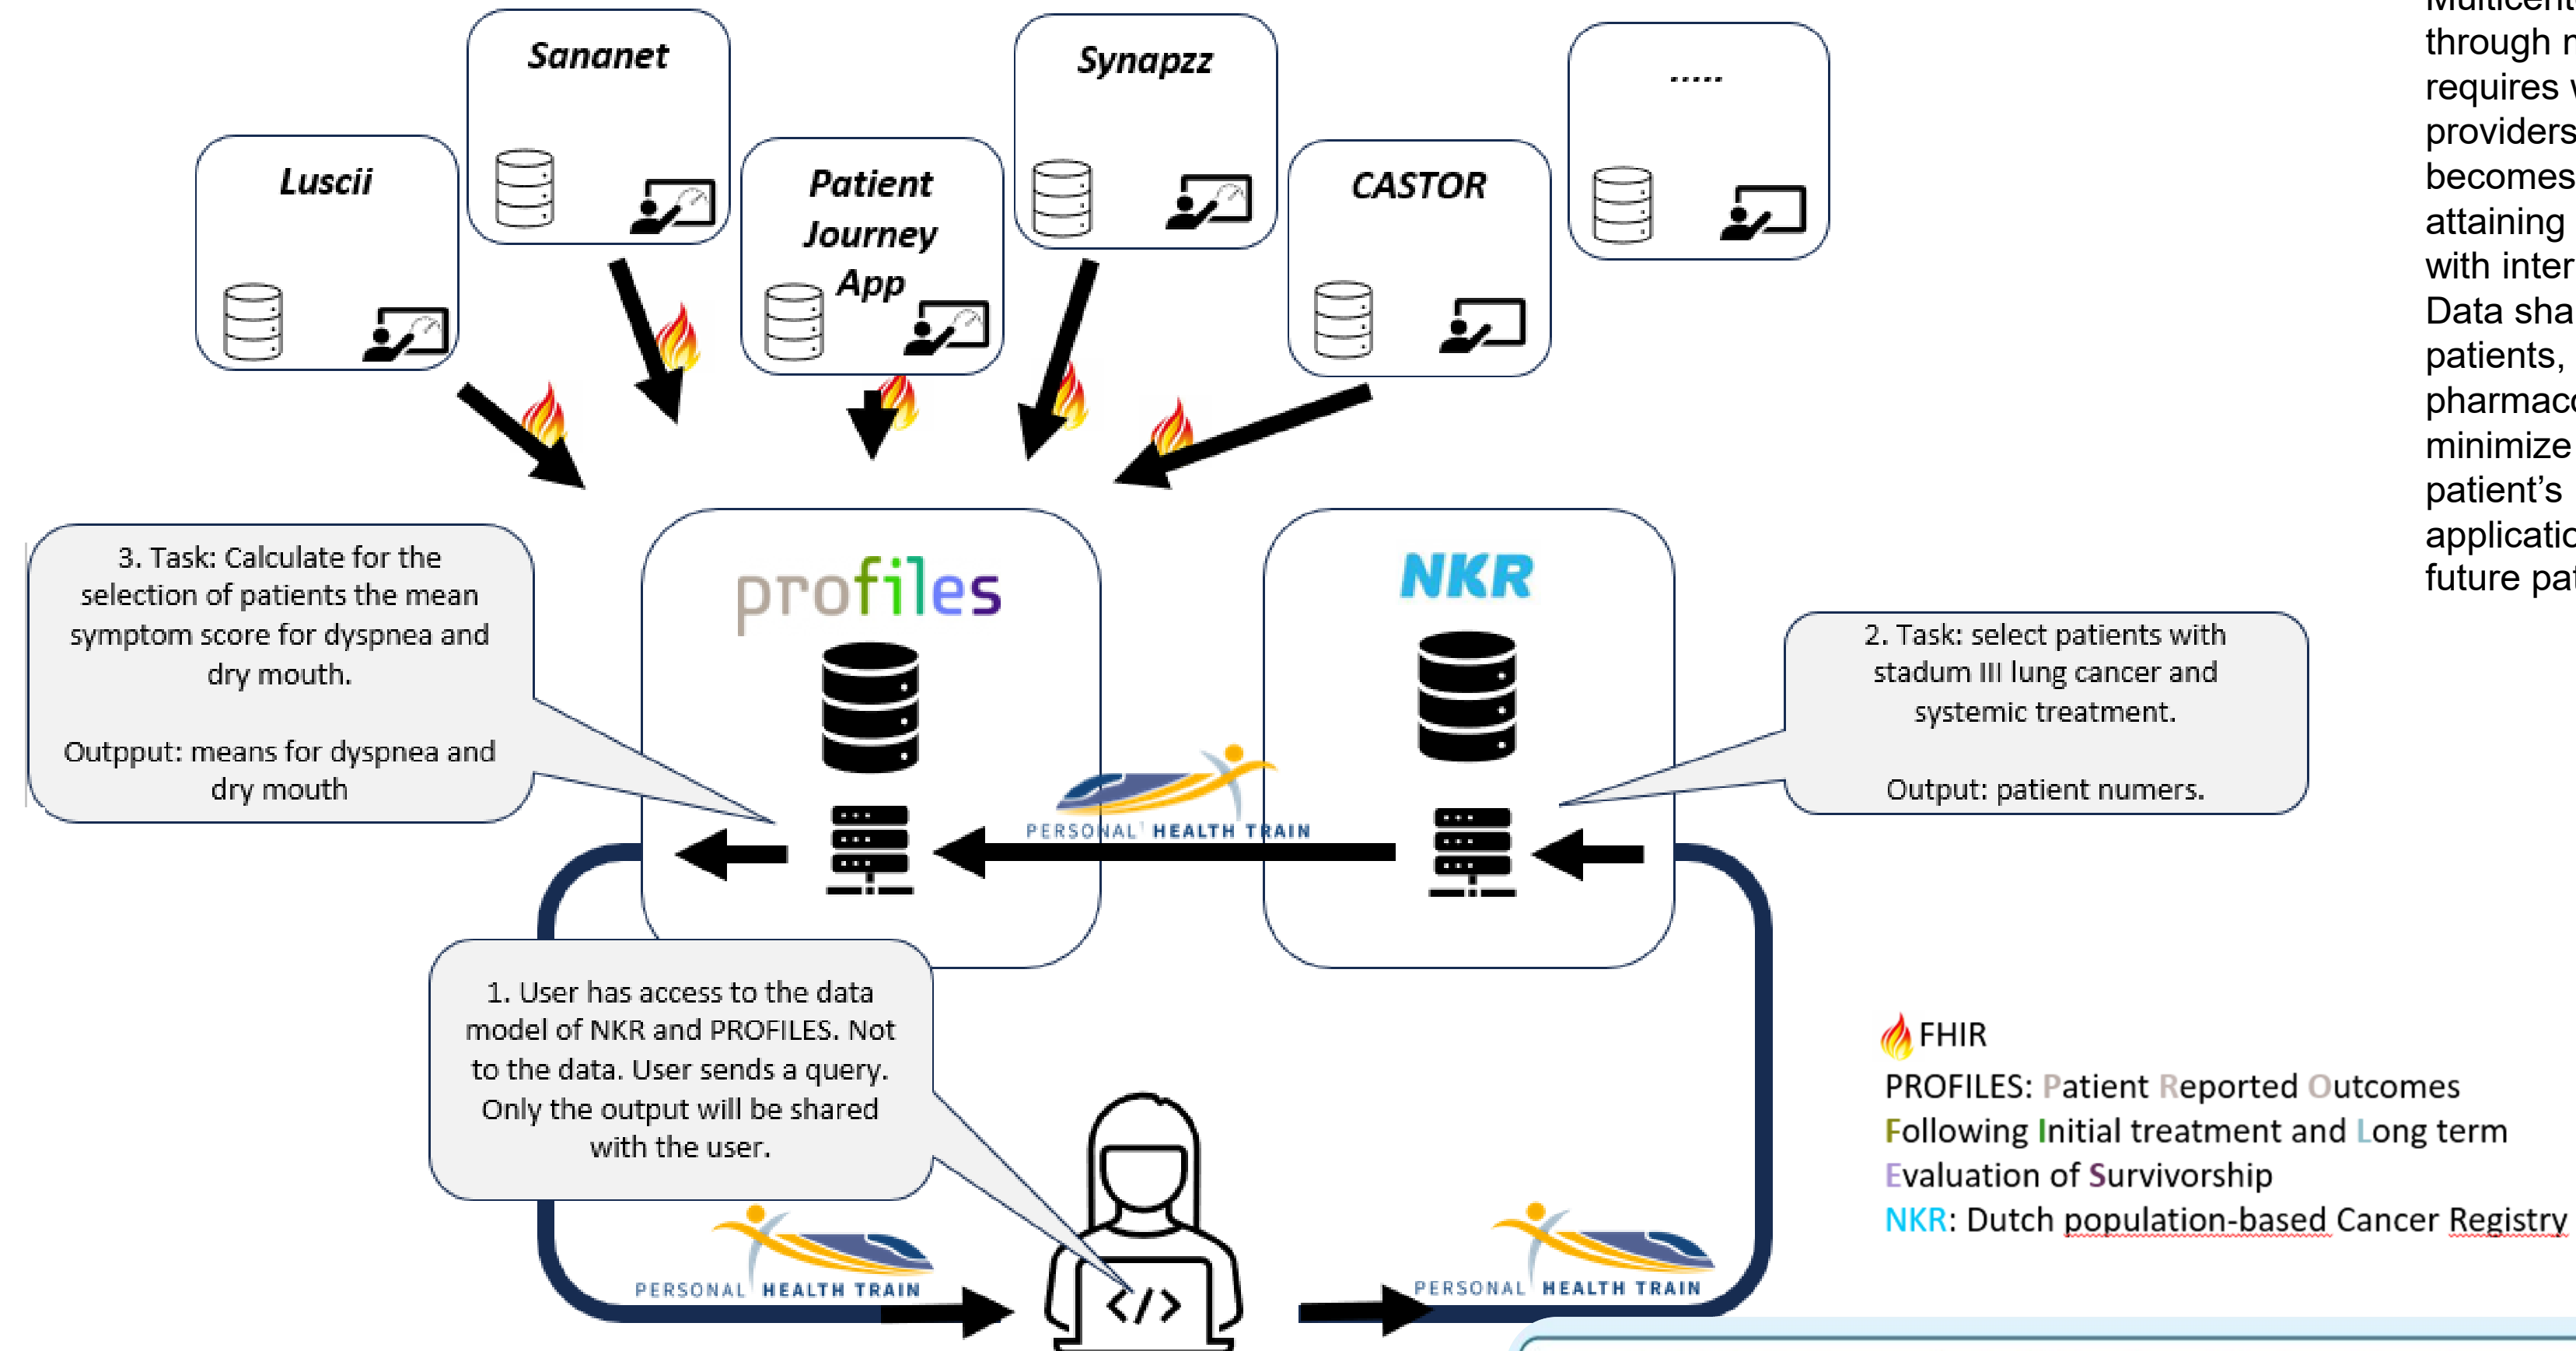 Sananet
Synapzz
.....
Luscii
Patient
Journey
App
CASTOR
through
requires
providers
becomes
attaining
with
Data
patients,
minimize
patient's
future
profiles
NKR
3. Task: Calculate for the
selection of patients the mean
symptom score for dyspnea and
dry mouth.
Outpput: means for dyspnea and
dry mouth
2. Task: select patients with
stadum III lung cancer and
systemic treatment.
Output: patient numers.
PERSONAL HEALTH TRAIN
1. User has access to the data
model of NKR and PROFILES. Not
to the data. User sends a query.
Only the output will be shared
with the user.
</>
PERSONAL HEALTH TRAIN
PERSONAL HEALTH TRAIN
FHIR
PROFILES: Patient Reported Outcomes
Following Initial treatment and Long term
Evaluation of Survivorship
NKR: Dutch population-based Cancer Registry